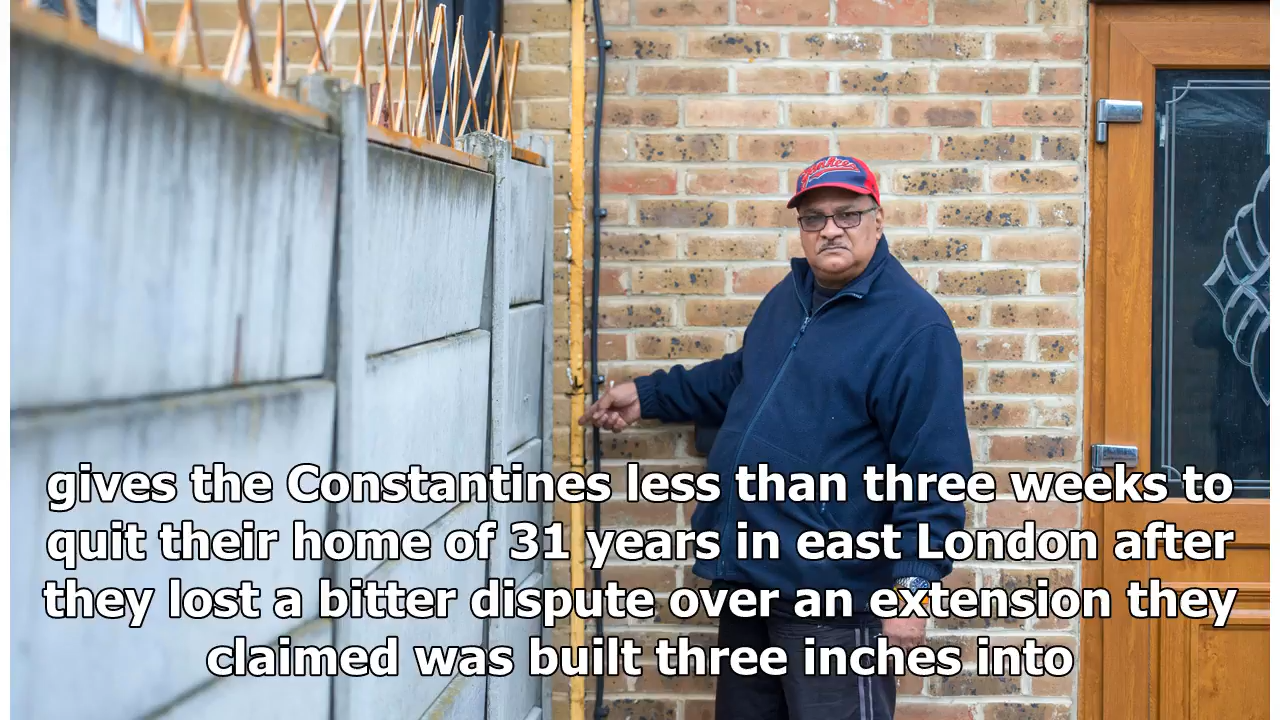 Yankees
gives the Constantines less than three weeks to
quit their home of 31 years in east London after
they lost a bitter dispute over an extension they
claimed was built three inches into